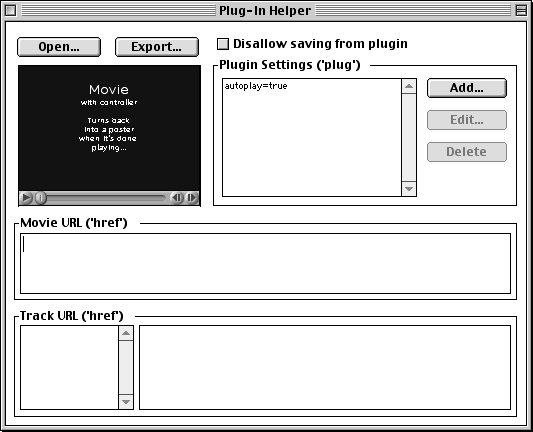 Plug-In Helper
Open...
Export...
Disallow saving from plugin
Movie
with controller
Turns back
into a poster
when it's done
playing...
Plugin Settings ('plug')
autoplay=true
Add...
Edit...
Delete
Movie URL ('href')
Track URL ('href')